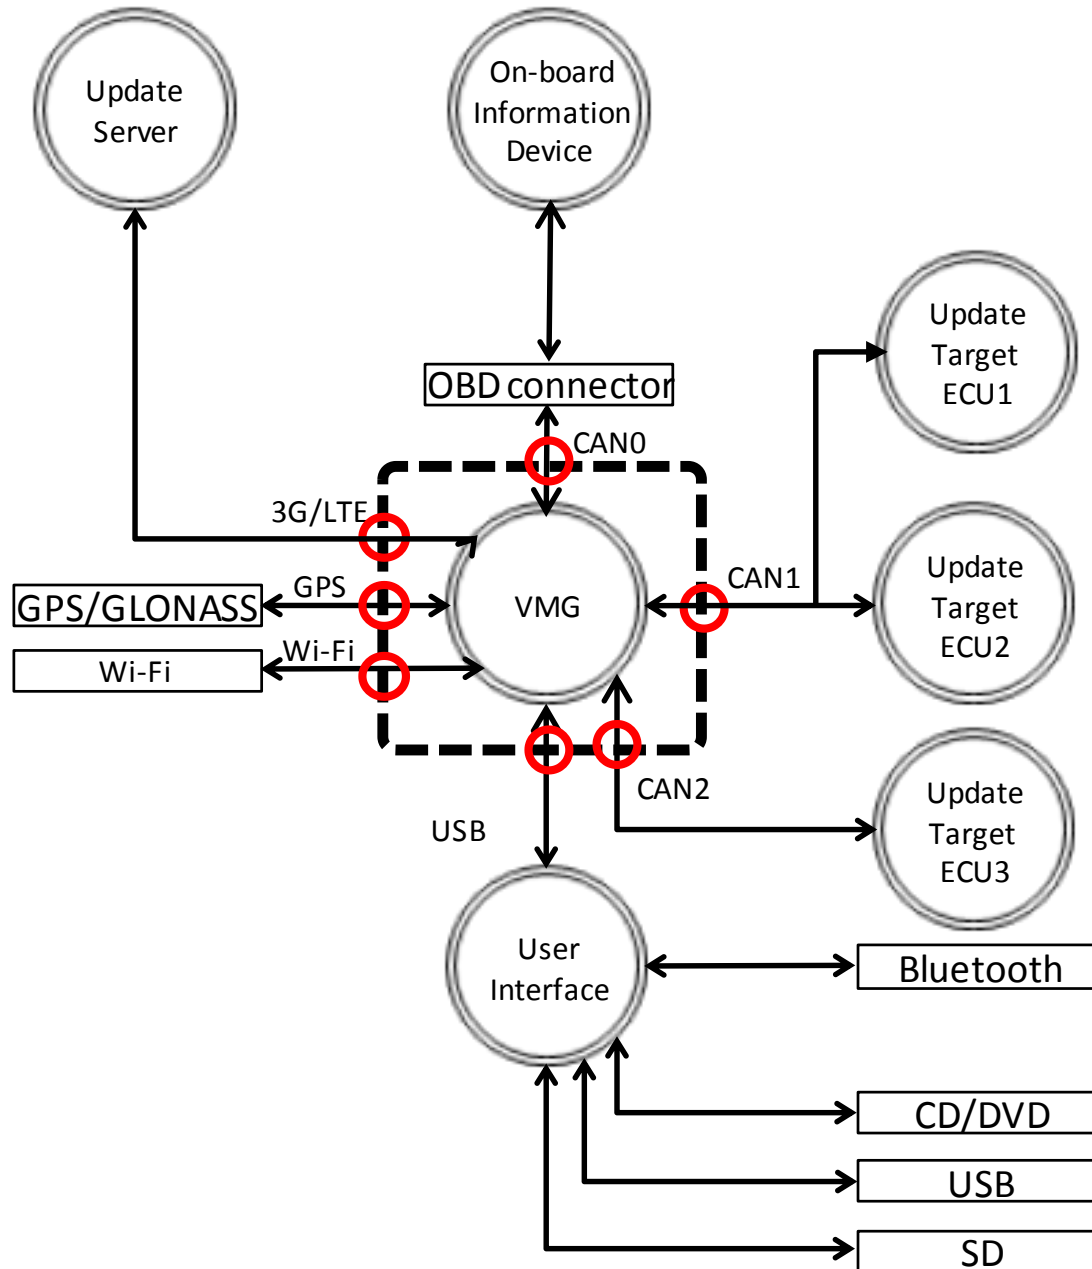 Update
Server
On-board
Information
Device
Update
Target
ECU1
OBD connector
CAN0
3G/LTE
GPS
GPS/GLONASS
Wi-Fi
Wi-Fi
VMG
CAN1
Update
Target
ECU2
CAN2
USB
Update
Target
ECU3
User
Interface
Bluetooth
CD/DVD
USB
SD